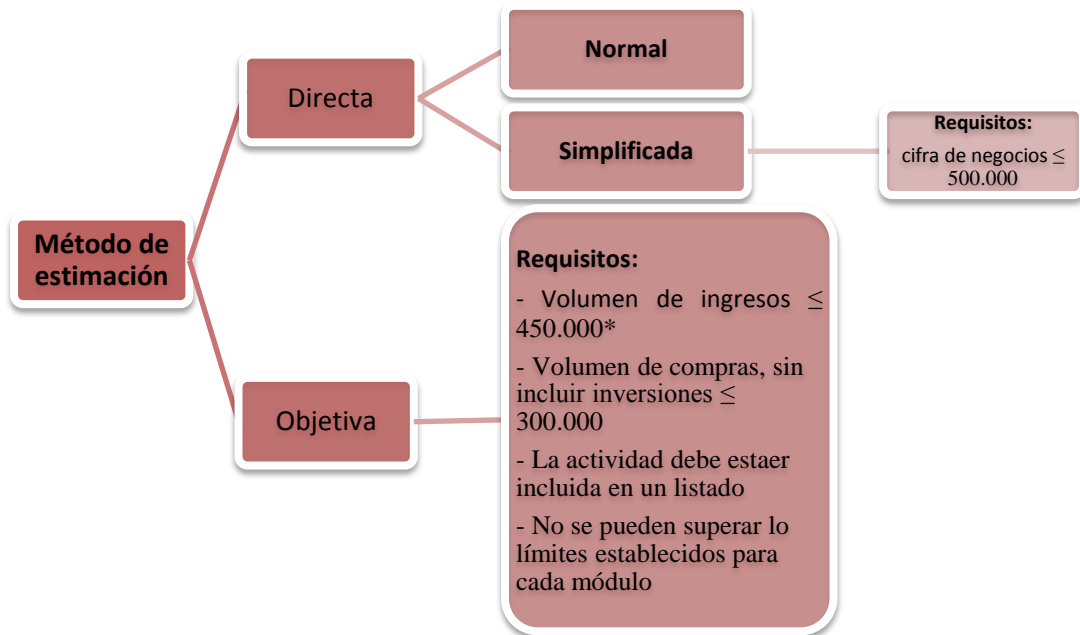 Método de
estimación
Directa
Normal
Simplificada
Requisitos:
cifra de negocios ≤
500.000
Objetiva
Requisitos:
- Volumen de ingresos ≤
450.000*
- Volumen de compras, sin
incluir inversiones ≤
300.000
- La actividad debe estaer
incluida en un listado
- No se pueden superar lo
límites establecidos para
cada módulo